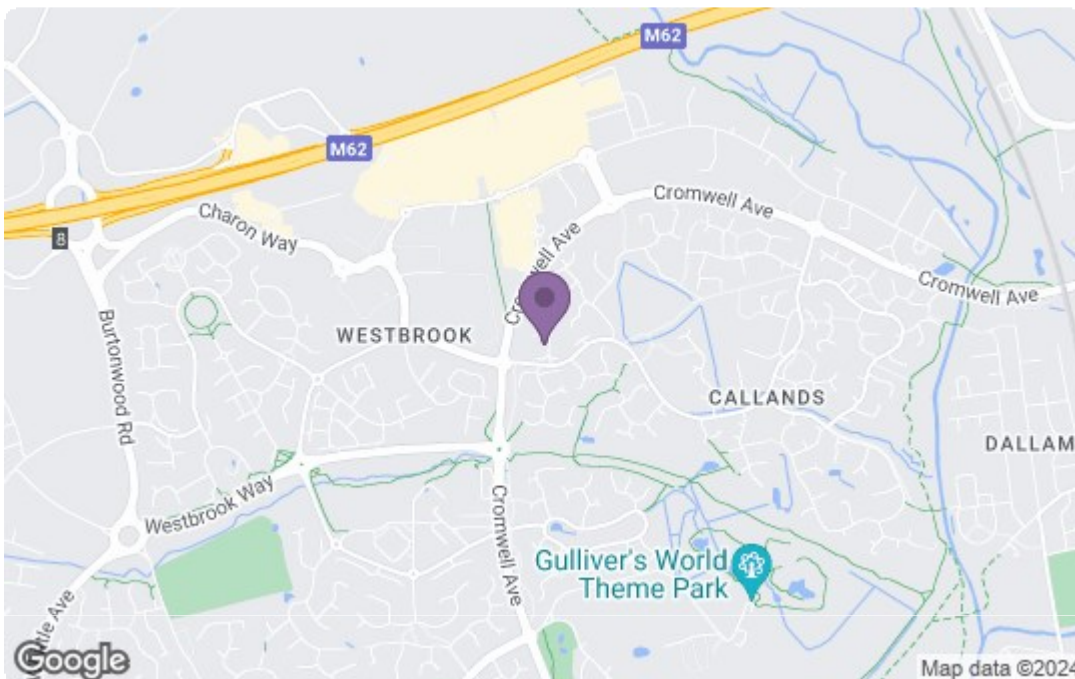 M62
M62
Cromwell Ave
Charon Way
8
Cromwell Ave
Cromwell Ave
WESTBROOK
Burtonwood Rd
CALLANDS
DALLAM
Westbrook Way
Cromwell Ave
Gulliver's World
Theme Park
Google
Map data ©2024